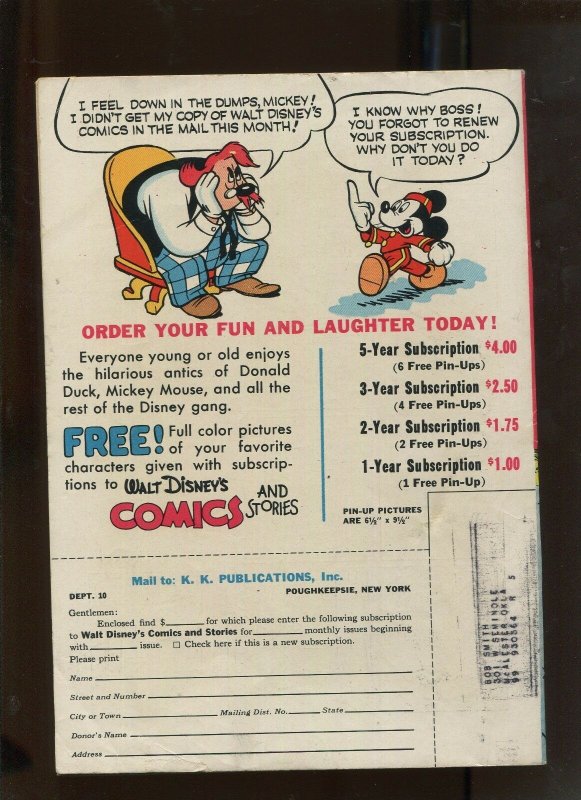 I FEEL DOWN IN THE DUMPS, MICKEY!
I DIDN'T GET MY COPY OF WALT DISNEY'S
COMICS IN THE MAIL THIS MONTH!
I KNOW WHY BOSS!
YOU FORGOT TO RENEW
YOUR SUBSCRIPTION.
WHY DON'T YOU DO
IT TODAY?
ORDER YOUR FUN AND LAUGHTER TODAY!
Everyone young or old enjoys
the hilarious antics of Donald
Duck, Mickey Mouse, and all the
rest of the Disney gang.
FREE! Full color pictures
of your favorite
characters given with subscrip-
tions to WALT DISNEY'S
COMICS AND
STORIES
5-Year Subscription $4.00
(6 Free Pin-Ups)
3-Year Subscription $2.50
(4 Free Pin-Ups)
2-Year Subscription $1.75
(2 Free Pin-Ups)
1-Year Subscription $1.00
(1 Free Pin-Up)
PIN-UP PICTURES
ARE 6½" x 9½"
Mail to: K. K. PUBLICATIONS, Inc.
DEPT. 10 POUGHKEEPSIE, NEW YORK
Gentlemen:
Enclosed find $ for which please enter the following subscription
to Walt Disney's Comics and Stories for monthly issues beginning
with issue. □ Check here if this is a new subscription.
Please print
Name
Street and Number
City or Town Mailing Dist. No. State
Donor's Name
Address
BOB SMITH
W SEMINOLE
OKLA
5